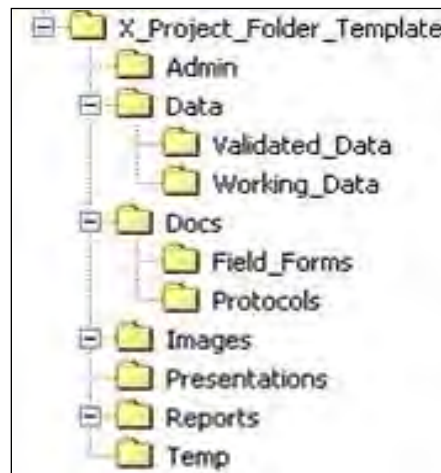 X_Project_Folder_Template
Admin
Data
Validated_Data
Working_Data
Docs
Field_Forms
Protocols
Images
Presentations
Reports
Temp